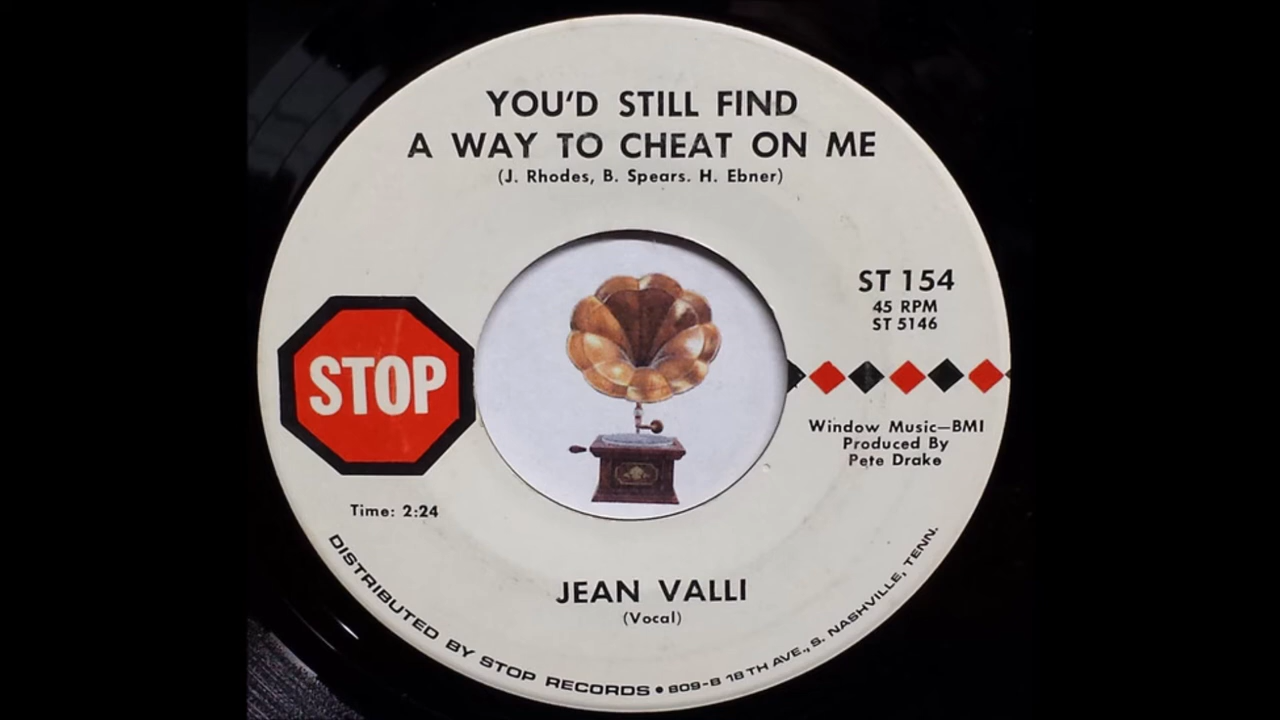 YOU'D STILL FIND
A WAY TO CHEAT ON ME
(J. Rhodes, B. Spears. H. Ebner)
ST 154
45 RPM
ST 5146
STOP
Window Music—BMI
Produced By
Pete Drake
Time: 2:24
JEAN VALLI
(Vocal)
DISTRIBUTED BY STOP RECORDS • 809-B 18TH AVE., S. NASHVILLE, TENN.